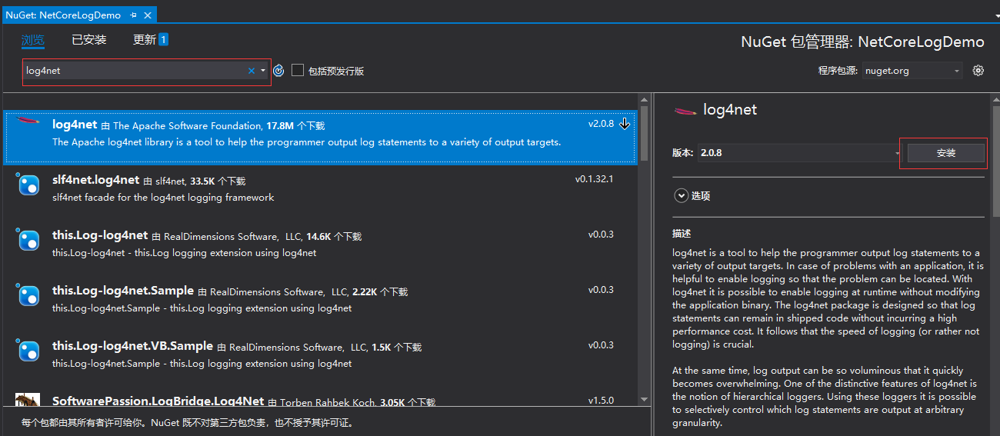 NuGet: NetCoreLogDemo
浏览 已安装 更新 1
NuGet 包管理器: NetCoreLogDemo
log4net
包括预发行版
程序包源: nuget.org
log4net 由 The Apache Software Foundation, 17.8M 个下载 v2.0.8
The Apache log4net library is a tool to help the programmer output log statements to a variety of output targets.
slf4net.log4net 由 slf4net, 33.5K 个下载 v0.1.32.1
slf4net facade for the log4net logging framework
this.Log-log4net 由 RealDimensions Software, LLC, 14.6K 个下载 v0.0.3
this.Log-log4net - this.Log logging extension using log4net
this.Log-log4net.Sample 由 RealDimensions Software, LLC, 2.22K 个下载 v0.0.3
this.Log-log4net.Sample - this.Log logging extension using log4net
this.Log-log4net.VB.Sample 由 RealDimensions Software, LLC, 1.5K 个下载 v0.0.3
this.Log-log4net.Sample - this.Log logging extension using log4net
SoftwarePassion.LogBridge.Log4Net 由 Torben Rahbek Koch, 3.05K 个下载 v1.5.0
每个包都由其所有者许可给你。NuGet 既不对第三方包负责，也不授予其许可证。
log4net
版本: 2.0.8 安装
选项
描述
log4net is a tool to help the programmer output log statements to a
variety of output targets. In case of problems with an application, it is
helpful to enable logging so that the problem can be located. With
log4net it is possible to enable logging at runtime without modifying
the application binary. The log4net package is designed so that log
statements can remain in shipped code without incurring a high
performance cost. It follows that the speed of logging (or rather not
logging) is crucial.
At the same time, log output can be so voluminous that it quickly
becomes overwhelming. One of the distinctive features of log4net is
the notion of hierarchical loggers. Using these loggers it is possible
to selectively control which log statements are output at arbitrary
granularity.